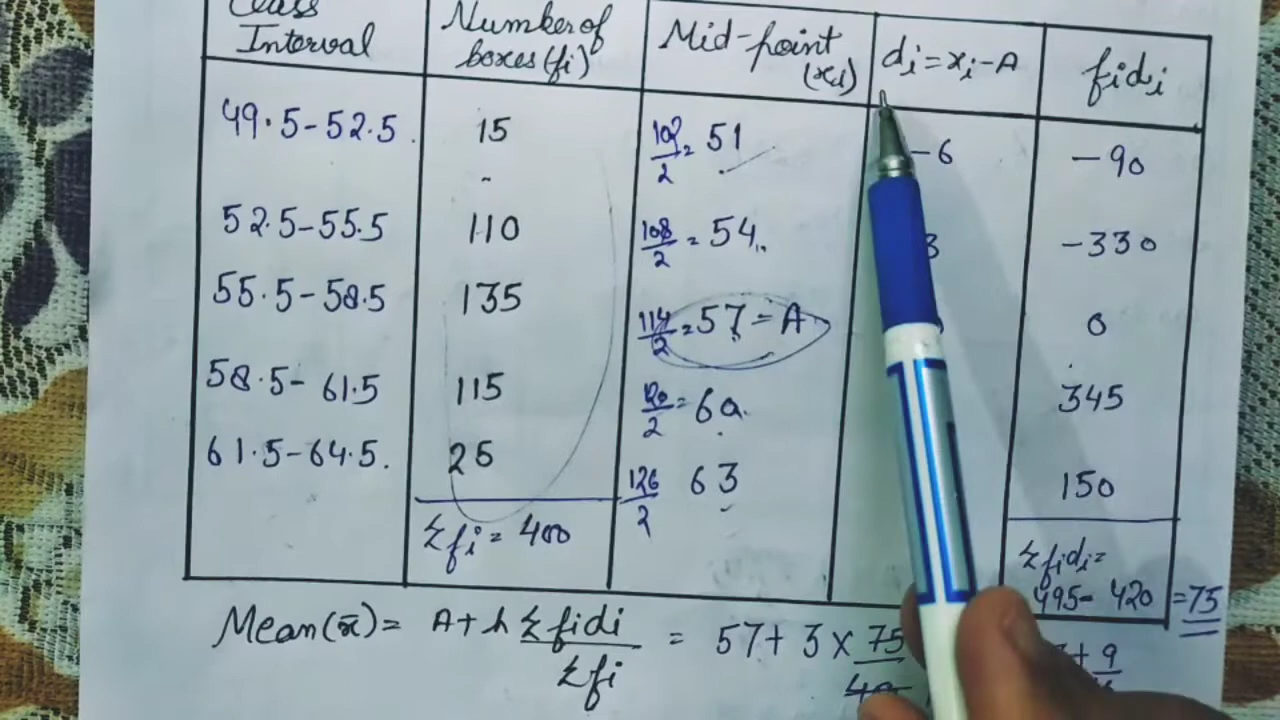 Class Interval | Number of boxes (fi) | Mid-point (xi) | di = xi - A | fidi
49.5-52.5 | 15 | 102/2 = 51 | -6 | -90
52.5-55.5 | 110 | 108/2 = 54 | 3 | -330
55.5-58.5 | 135 | 114/2 = 57 = A | 0
58.5-61.5 | 115 | 120/2 = 60 | 345
61.5-64.5 | 25 | 126/2 63 | 150
Σfi = 400 | Σfidi = 495-420 = 75
Mean(x̄) = A + h Σfidi/Σfi = 57 + 3 × 75 + 9